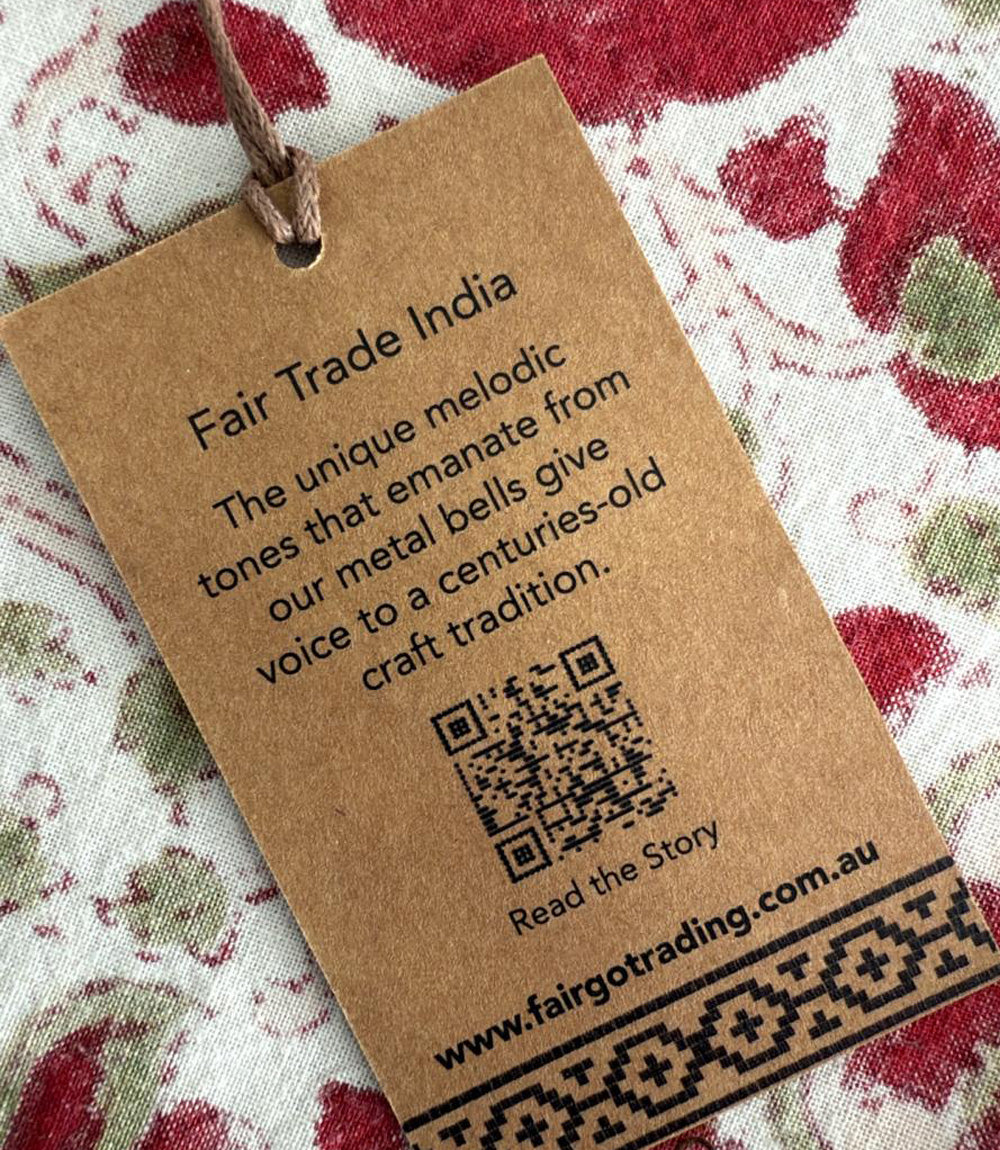 Fair Trade India
The unique melodic
tones that emanate from
our metal bells give
voice to a centuries-old
craft tradition.
Read the Story
www.fairgotrading.com.au